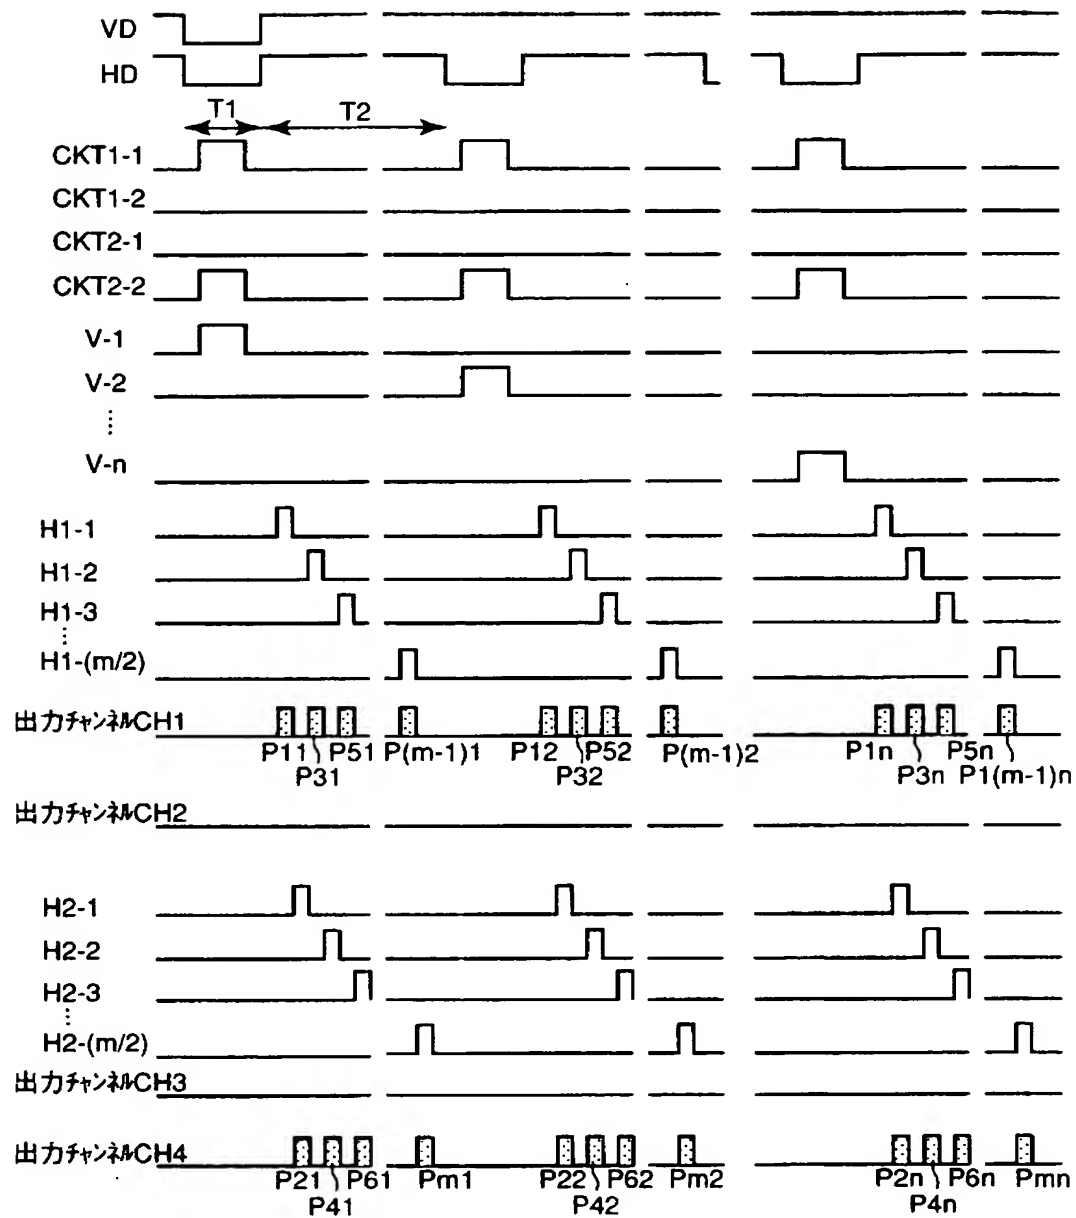 VD
HD
T1 T2
CKT1-1
CKT1-2
CKT2-1
CKT2-2
V-1
V-2
V-n
H1-1
H1-2
H1-3
H1-(m/2)
出力チャンネルCH1
P11 P51 P(m-1)1 P12 P52 P(m-1)2 P1n P5n
P31 P32 P3n P1(m-1)n
出力チャンネルCH2
H2-1
H2-2
H2-3
H2-(m/2)
出力チャンネルCH3
出力チャンネルCH4
P21 P61 Pm1 P22 P62 Pm2 P2n P6n Pmn
P41 P42 P4n